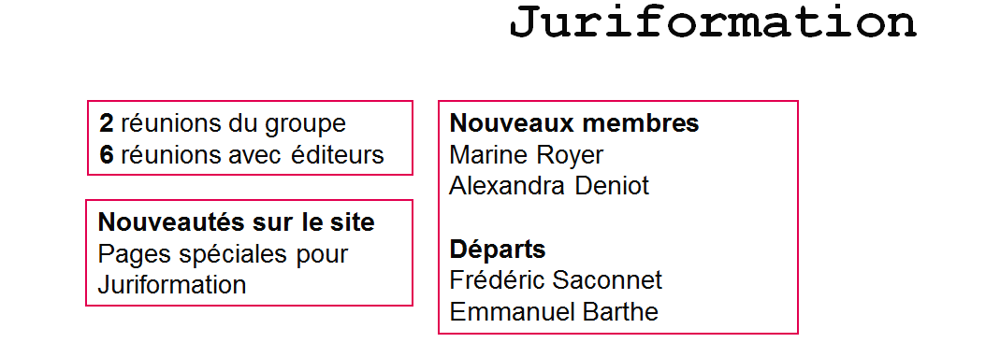 Juriformation
2 réunions du groupe
6 réunions avec éditeurs
Nouveautés sur le site
Pages spéciales pour
Juriformation
Nouveaux membres
Marine Royer
Alexandra Deniot
Départs
Frédéric Saconnet
Emmanuel Barthe